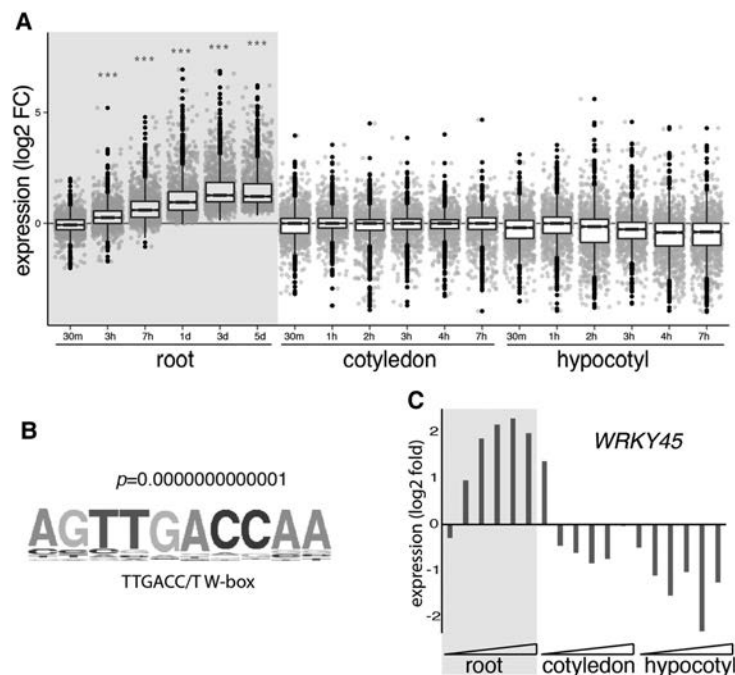 A
*** *** *** *** ***
expression (log2 FC)
5
0
30m 3h 7h 1d 3d 5d 30m 1h 2h 3h 4h 7h 30m 1h 2h 3h 4h 7h
root cotyledon hypocotyl
B
p=0.0000000000001
AGTTGACCAA
TTGACC/T W-box
C
WRKY45
expression (log2 fold)
2
1
0
-1
-2
root cotyledon hypocotyl